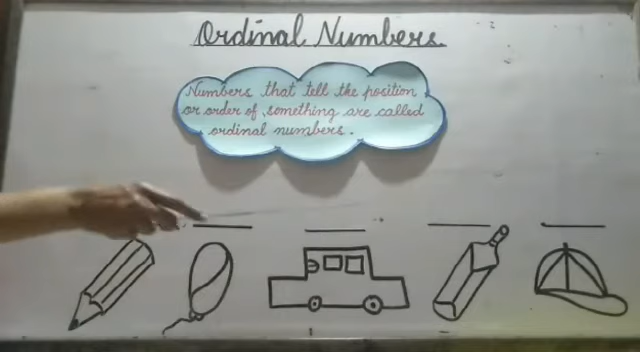 Ordinal Numbers.
Numbers that tell the position
or order of something are called
ordinal numbers.